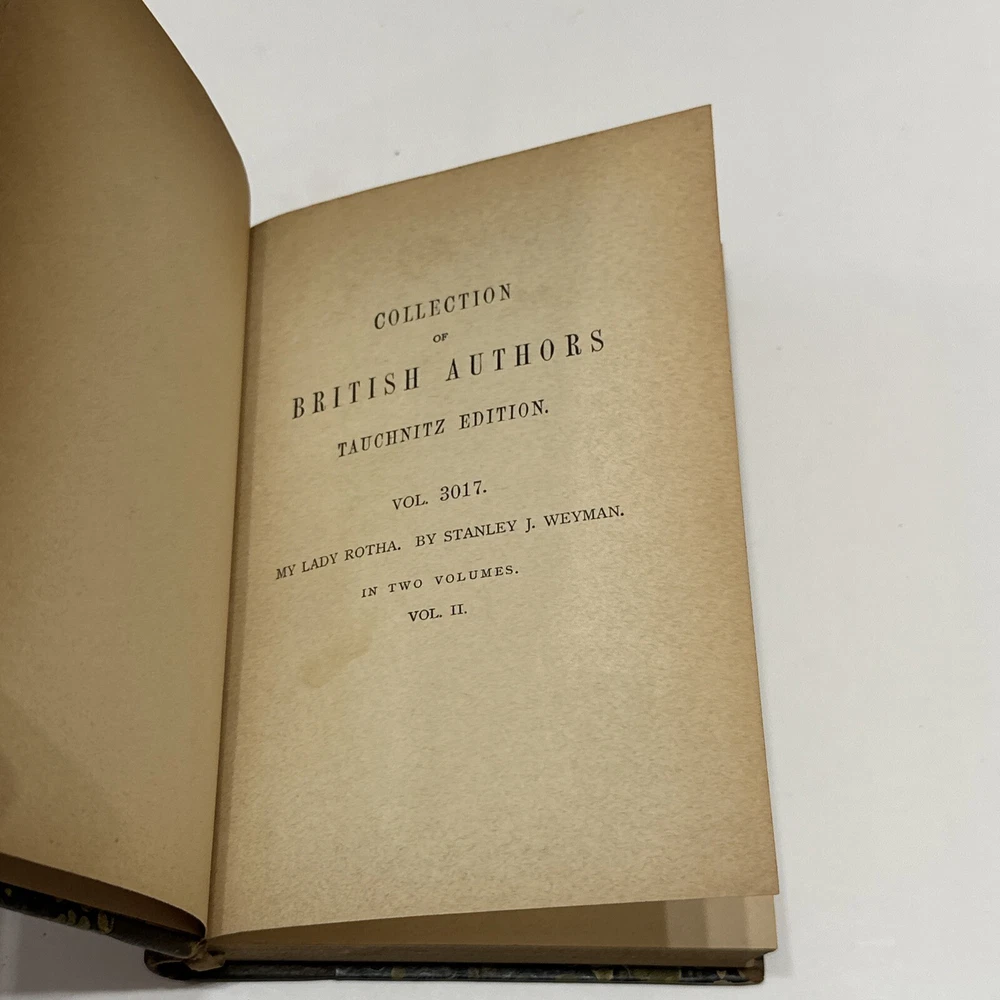 COLLECTION
OF
BRITISH AUTHORS
TAUCHNITZ EDITION.
VOL. 3017.
MY LADY ROTHA. BY STANLEY J. WEYMAN.
IN TWO VOLUMES.
VOL. II.